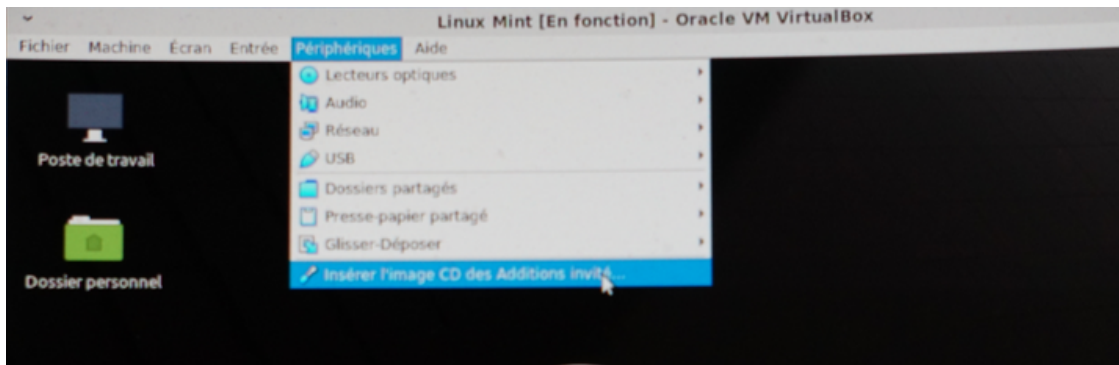 Linux Mint [En fonction] - Oracle VM VirtualBox
Fichier Machine Écran Entrée Périphériques Aide
Lecteurs optiques
Audio
Réseau
USB
Dossiers partagés
Presse-papier partagé
Glisser-Déposer
Insérer l'image CD des Additions invité...
Poste de travail
Dossier personnel